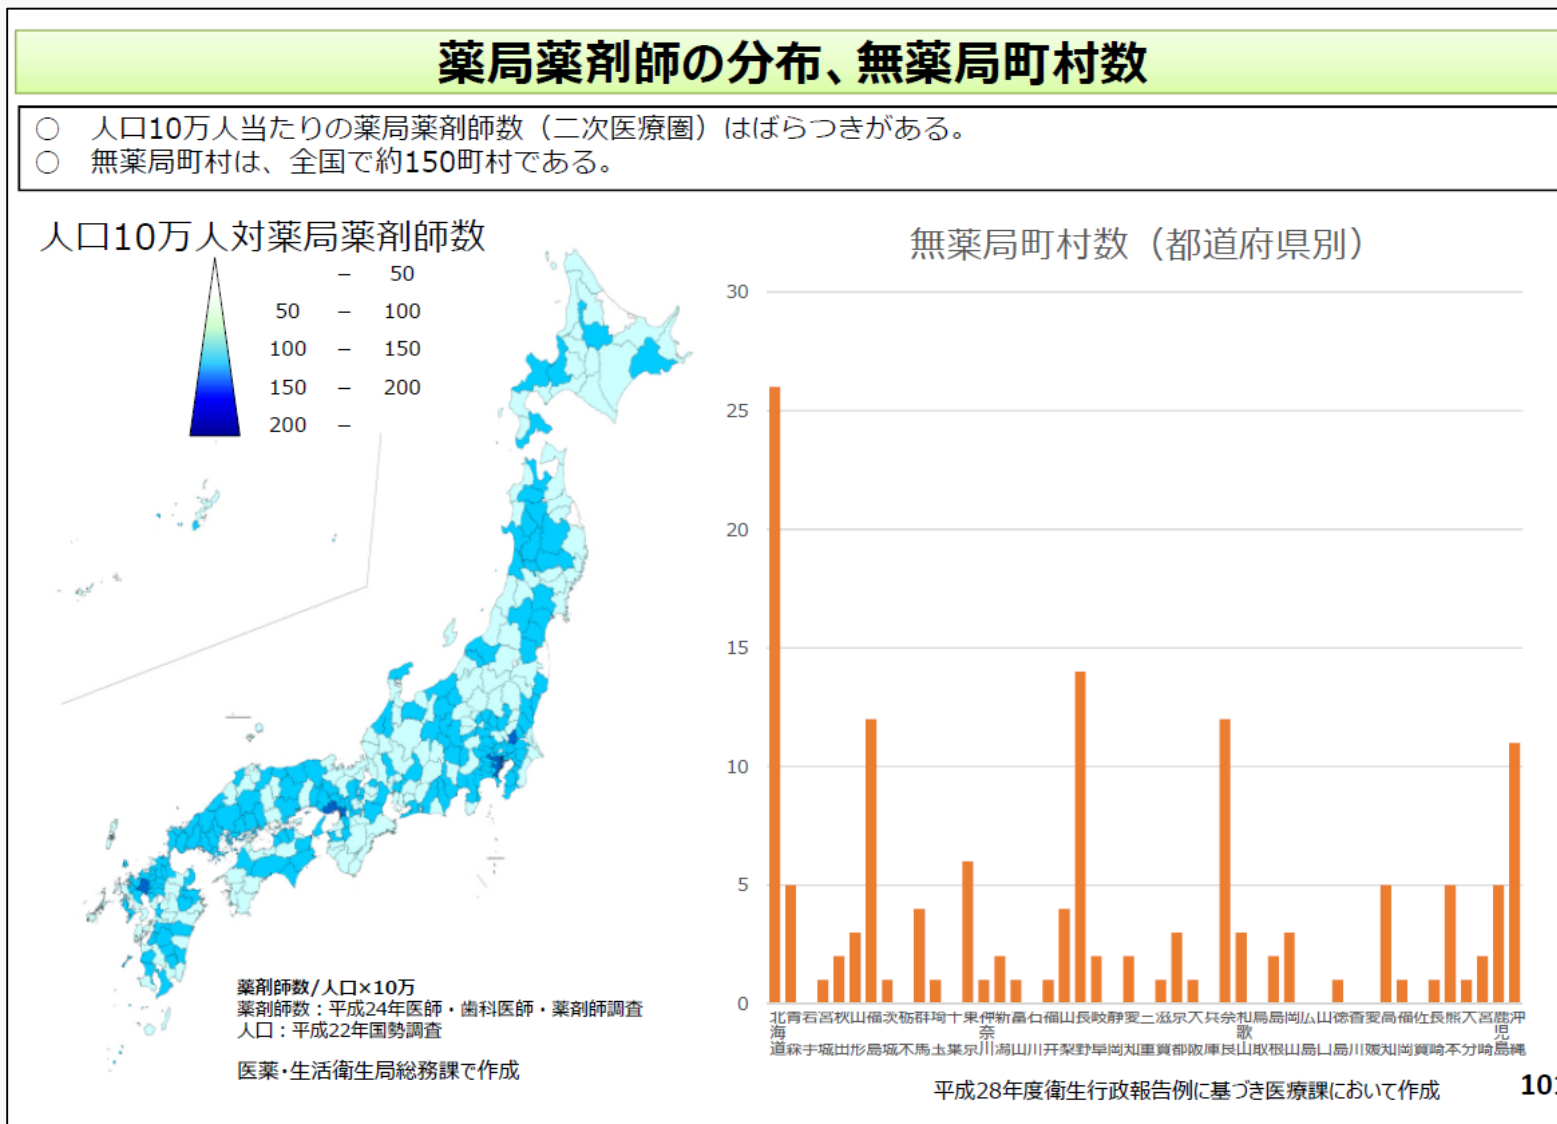 薬局薬剤師の分布、無薬局町村数
○ 人口10万人当たりの薬局薬剤師数（二次医療圏）はばらつきがある。
○ 無薬局町村は、全国で約150町村である。
人口10万人対薬局薬剤師数
－ 50
50 － 100
100 － 150
150 － 200
200 －
薬剤師数/人口×10万
薬剤師数：平成24年医師・歯科医師・薬剤師調査
人口：平成22年国勢調査
医薬・生活衛生局総務課で作成
無薬局町村数（都道府県別）
30
25
20
15
10
5
0
北海道 青森 岩手 宮城 秋田 山形 福島 茨城 栃木 群馬 埼玉 千葉 東京 神奈川 新潟 富山 石川 福井 山梨 長野 岐阜 静岡 愛知 三重 滋賀 京都 大阪 兵庫 奈良 和歌山 鳥取 島根 岡山 広島 山口 徳島 香川 愛媛 高知 福岡 佐賀 長崎 熊本 大分 宮崎 鹿児島 沖縄
平成28年度衛生行政報告例に基づき医療課において作成